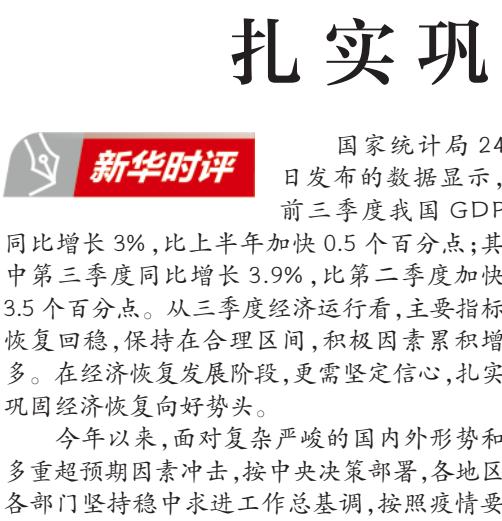 扎实巩
新华时评
国家统计局 24
日发布的数据显示,
前三季度我国 GDP
同比增长 3%,比上半年加快 0.5 个百分点;其
中第三季度同比增长 3.9%,比第二季度加快
3.5 个百分点。从三季度经济运行看,主要指标
恢复回稳,保持在合理区间,积极因素累积增
多。在经济恢复发展阶段,更需坚定信心,扎实
巩固经济恢复向好势头。
今年以来,面对复杂严峻的国内外形势和
多重超预期因素冲击,按中央决策部署,各地区
各部门坚持稳中求进工作总基调,按照疫情要